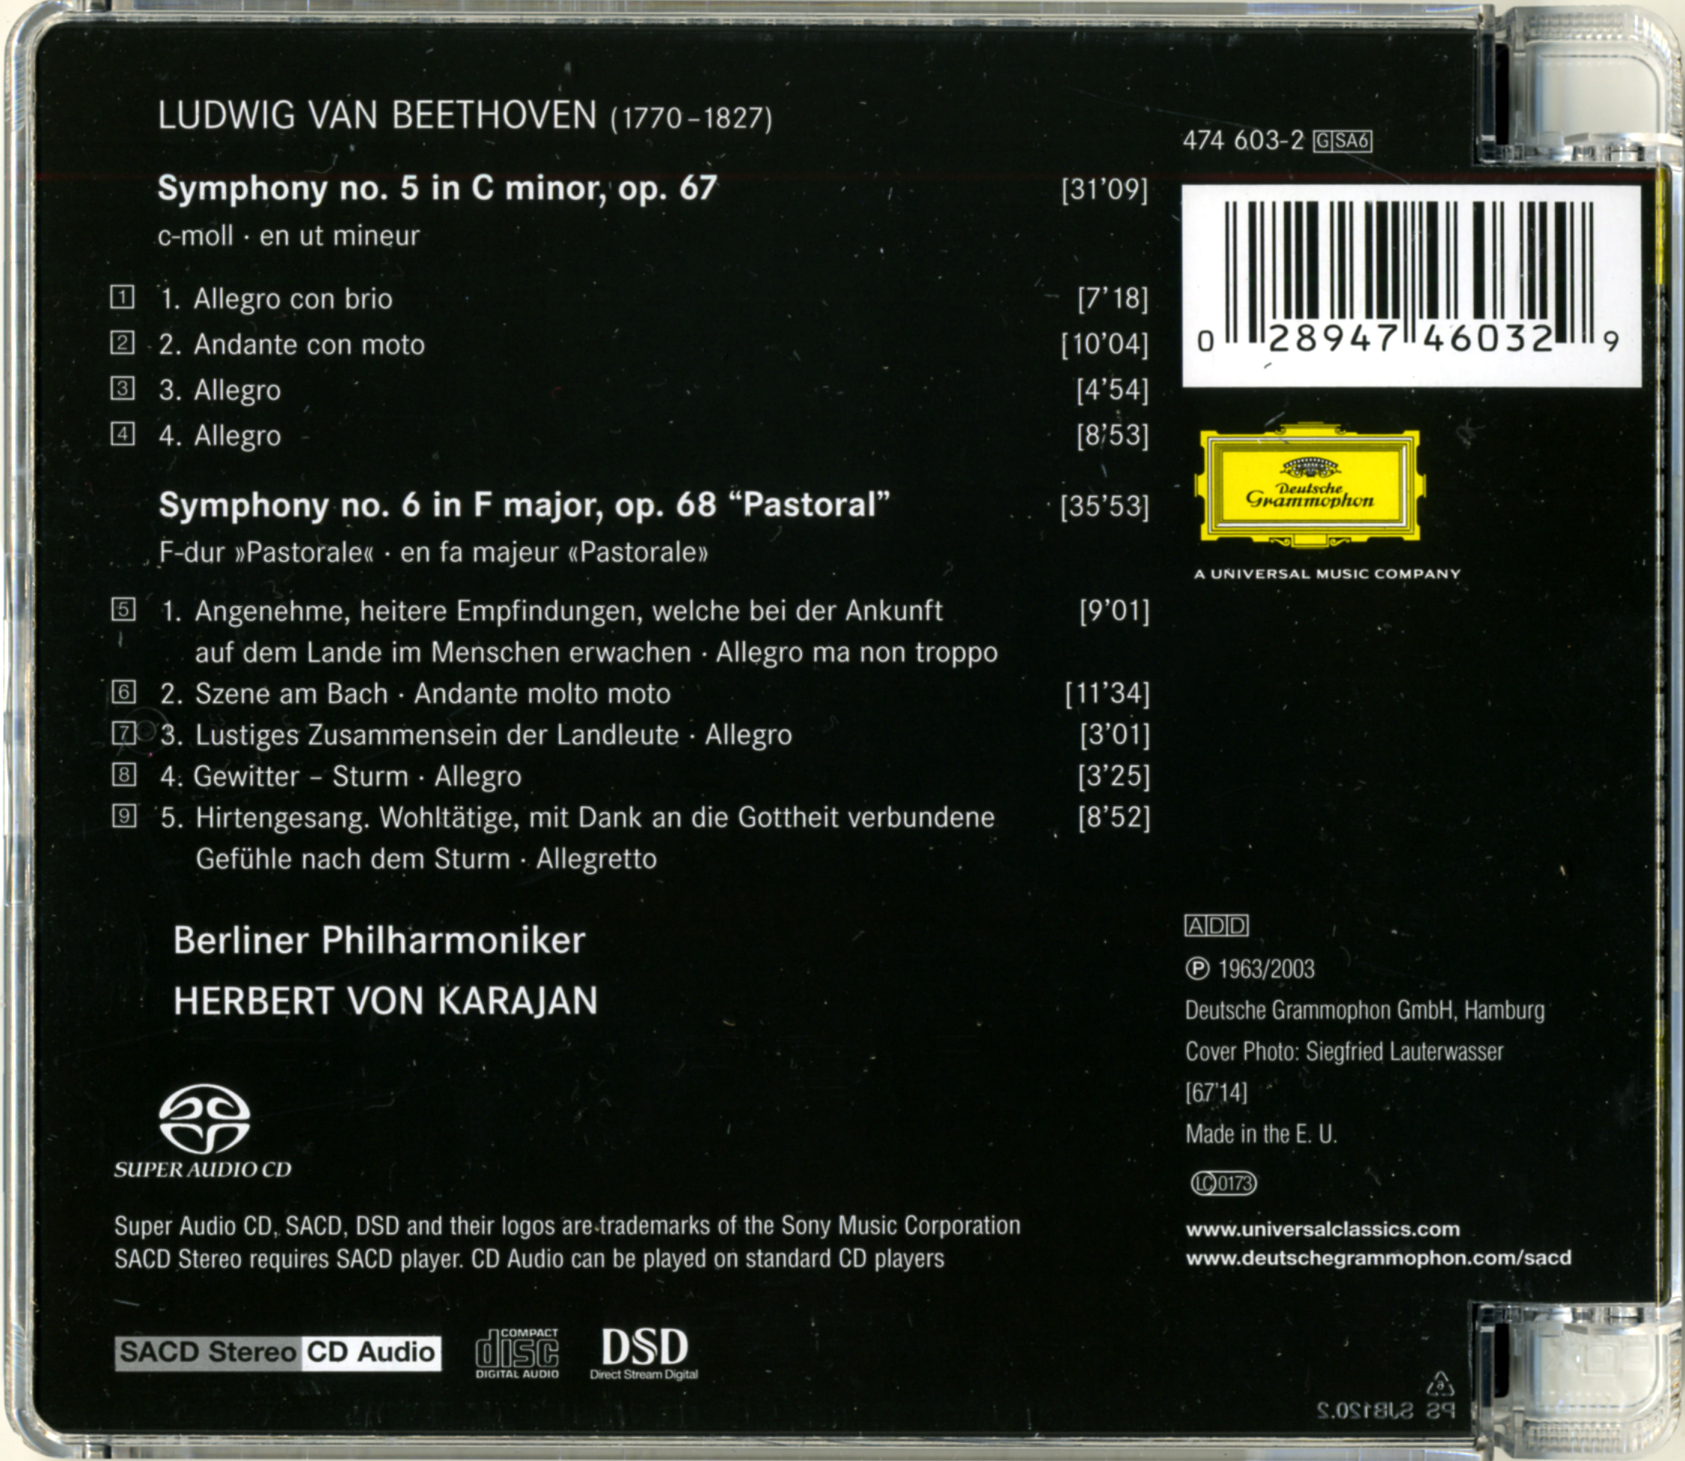 LUDWIG VAN BEETHOVEN (1770–1827)
Symphony no. 5 in C minor, op. 67 [31'09]
c-moll · en ut mineur
1 1. Allegro con brio [7'18]
2 2. Andante con moto [10'04]
3 3. Allegro [4'54]
4 4. Allegro [8'53]
Symphony no. 6 in F major, op. 68 “Pastoral” [35'53]
F-dur »Pastorale« · en fa majeur «Pastorale»
5 1. Angenehme, heitere Empfindungen, welche bei der Ankunft [9'01]
auf dem Lande im Menschen erwachen · Allegro ma non troppo
6 2. Szene am Bach · Andante molto moto [11'34]
7 3. Lustiges Zusammensein der Landleute · Allegro [3'01]
8 4. Gewitter – Sturm · Allegro [3'25]
9 5. Hirtengesang. Wohltätige, mit Dank an die Gottheit verbundene [8'52]
Gefühle nach dem Sturm · Allegretto
Berliner Philharmoniker
HERBERT VON KARAJAN
SUPER AUDIO CD
Super Audio CD, SACD, DSD and their logos are trademarks of the Sony Music Corporation
SACD Stereo requires SACD player. CD Audio can be played on standard CD players
SACD Stereo CD Audio
COMPACT
disc
DIGITAL AUDIO
DSD
Direct Stream Digital
474 603-2 G SA6
0 28947 46032 9
Deutsche
Grammophon
A UNIVERSAL MUSIC COMPANY
ADD
℗ 1963/2003
Deutsche Grammophon GmbH, Hamburg
Cover Photo: Siegfried Lauterwasser
[67'14]
Made in the E. U.
LC 0173
www.universalclassics.com
www.deutschegrammophon.com/sacd
6
PS SJB120.2